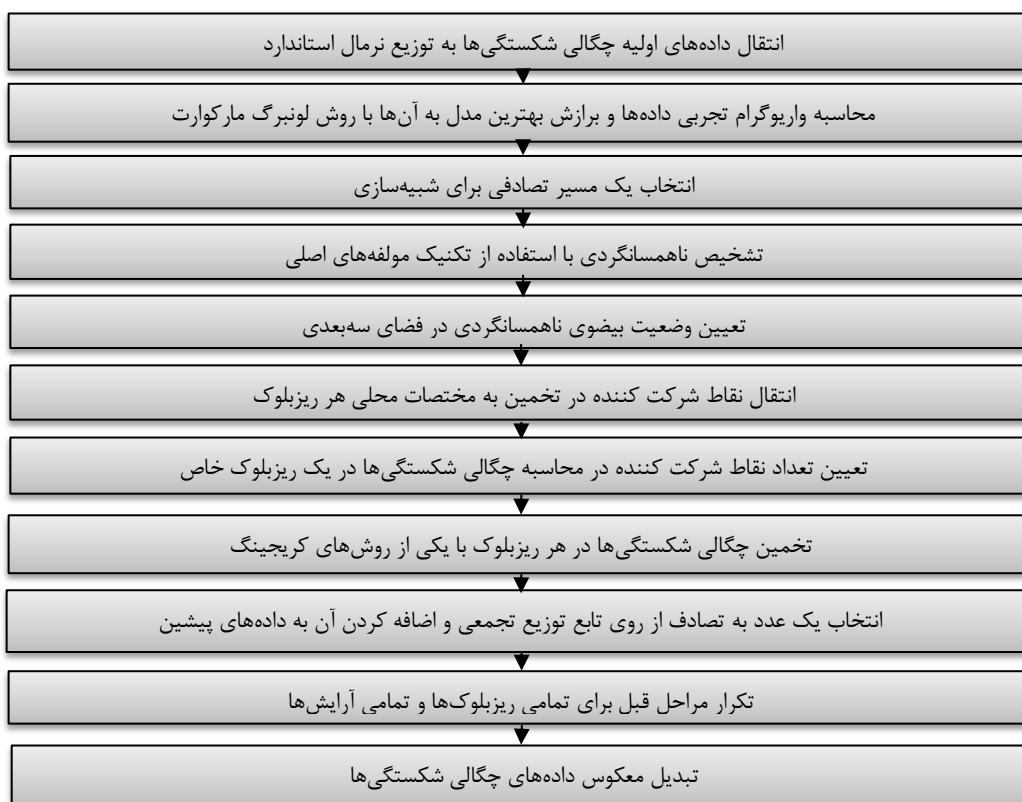 انتقال داده‌های اولیه چگالی شکستگی‌ها به توزیع نرمال استاندارد
محاسبه واریوگرام تجربی داده‌ها و برازش بهترین مدل به آن‌ها با روش لونبرگ مارکوارت
انتخاب یک مسیر تصادفی برای شبیه‌سازی
تشخیص ناهمسانگردی با استفاده از تکنیک مولفه‌های اصلی
تعیین وضعیت بیضوی ناهمسانگردی در فضای سه‌بعدی
انتقال نقاط شرکت کننده در تخمین به مختصات محلی هر ریزبلوک
تعیین تعداد نقاط شرکت کننده در محاسبه چگالی شکستگی‌ها در یک ریزبلوک خاص
تخمین چگالی شکستگی‌ها در هر ریزبلوک با یکی از روش‌های کریجینگ
انتخاب یک عدد به تصادف از روی تابع توزیع تجمعی و اضافه کردن آن به داده‌های پیشین
تکرار مراحل قبل برای تمامی ریزبلوک‌ها و تمامی آرایش‌ها
تبدیل معکوس داده‌های چگالی شکستگی‌ها